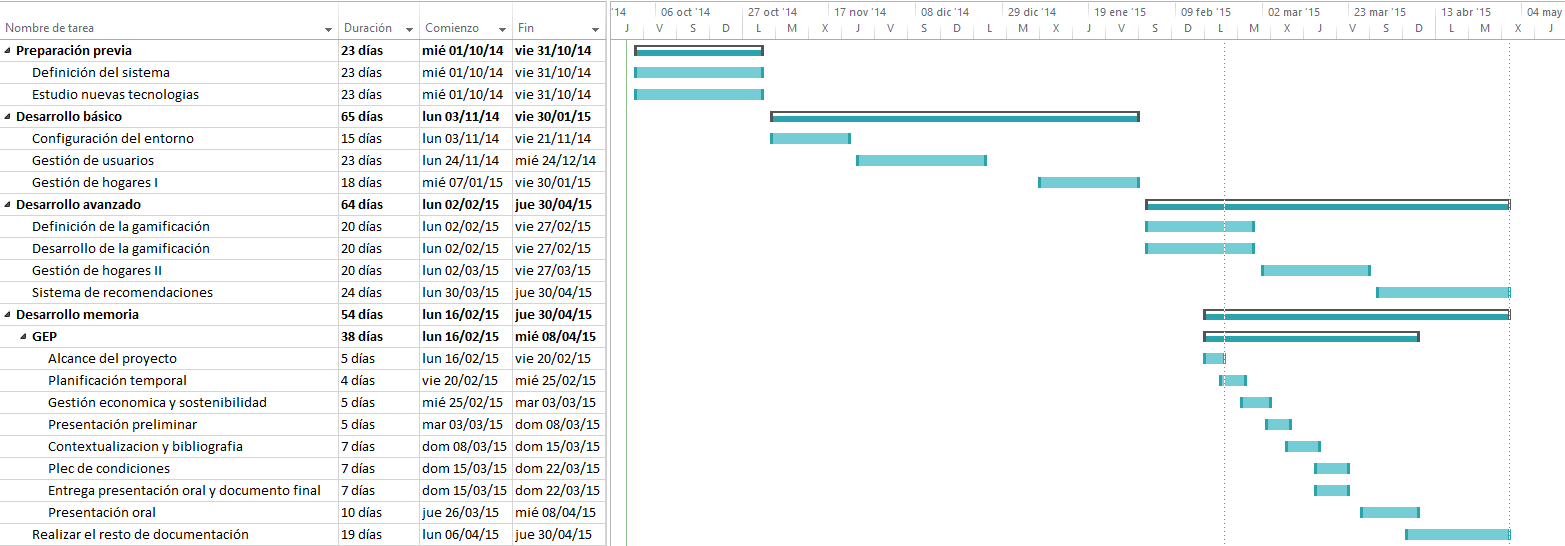 '14 06 oct '14 27 oct '14 17 nov '14 08 dic '14 29 dic '14 19 ene '15 09 feb '15 02 mar '15 23 mar '15 13 abr '15 04 may
Nombre de tarea Duración Comienzo Fin J V S D L M X J V S D L M X J V S D L M X J V S D L M X J
Preparación previa 23 días mié 01/10/14 vie 31/10/14
Definición del sistema 23 días mié 01/10/14 vie 31/10/14
Estudio nuevas tecnologias 23 días mié 01/10/14 vie 31/10/14
Desarrollo básico 65 días lun 03/11/14 vie 30/01/15
Configuración del entorno 15 días lun 03/11/14 vie 21/11/14
Gestión de usuarios 23 días lun 24/11/14 mié 24/12/14
Gestión de hogares I 18 días mié 07/01/15 vie 30/01/15
Desarrollo avanzado 64 días lun 02/02/15 jue 30/04/15
Definición de la gamificación 20 días lun 02/02/15 vie 27/02/15
Desarrollo de la gamificación 20 días lun 02/02/15 vie 27/02/15
Gestión de hogares II 20 días lun 02/03/15 vie 27/03/15
Sistema de recomendaciones 24 días lun 30/03/15 jue 30/04/15
Desarrollo memoria 54 días lun 16/02/15 jue 30/04/15
GEP 38 días lun 16/02/15 mié 08/04/15
Alcance del proyecto 5 días lun 16/02/15 vie 20/02/15
Planificación temporal 4 días vie 20/02/15 mié 25/02/15
Gestión economica y sostenibilidad 5 días mié 25/02/15 mar 03/03/15
Presentación preliminar 5 días mar 03/03/15 dom 08/03/15
Contextualizacion y bibliografia 7 días dom 08/03/15 dom 15/03/15
Plec de condiciones 7 días dom 15/03/15 dom 22/03/15
Entrega presentación oral y documento final 7 días dom 15/03/15 dom 22/03/15
Presentación oral 10 días jue 26/03/15 mié 08/04/15
Realizar el resto de documentación 19 días lun 06/04/15 jue 30/04/15